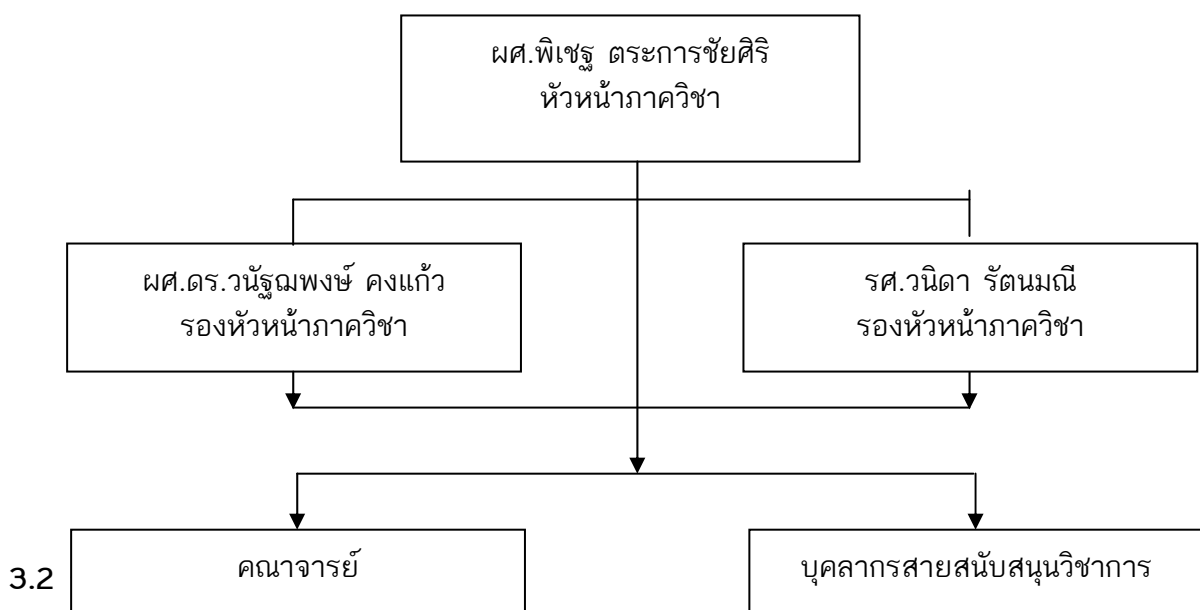 ผศ.พิเชฐ ตระการชัยศิริ
หัวหน้าภาควิชา
ผศ.ดร.วนัฐฌพงษ์ คงแก้ว
รองหัวหน้าภาควิชา
รศ.วนิดา รัตนมณี
รองหัวหน้าภาควิชา
3.2
คณาจารย์
บุคลากรสายสนับสนุนวิชาการ